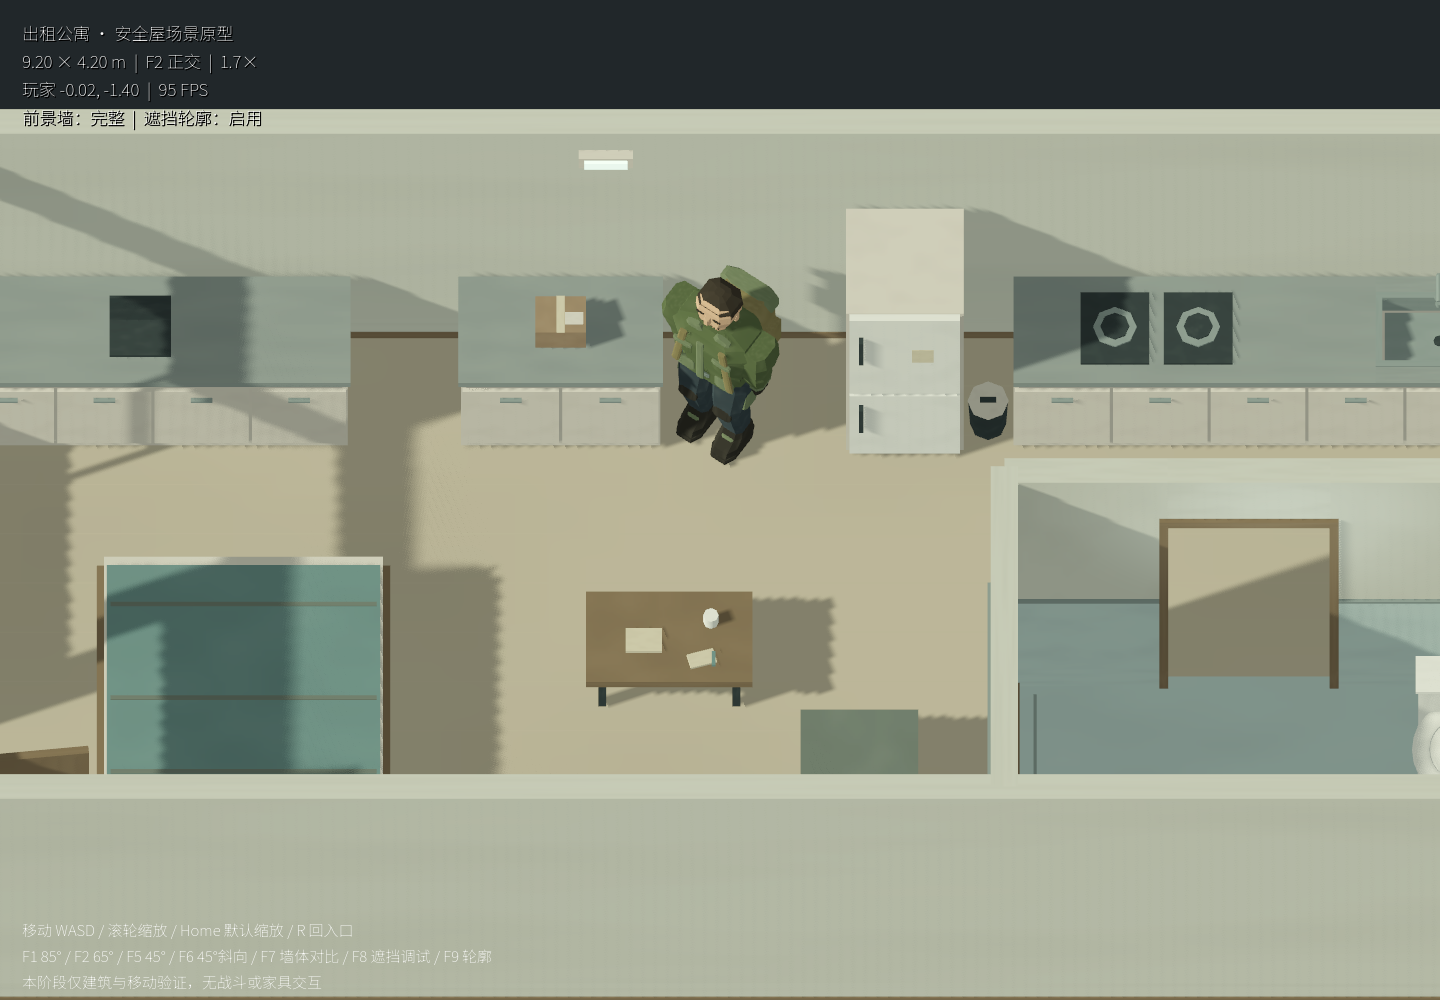 出租公寓 · 安全屋场景原型
9.20 × 4.20 m | F2 正交 | 1.7×
玩家 -0.02, -1.40 | 95 FPS
前景墙：完整 | 遮挡轮廓：启用
移动 WASD / 滚轮缩放 / Home 默认缩放 / R 回入口
F1 85° / F2 65° / F5 45° / F6 45°斜向 / F7 墙体对比 / F8 遮挡调试 / F9 轮廓
本阶段仅建筑与移动验证，无战斗或家具交互